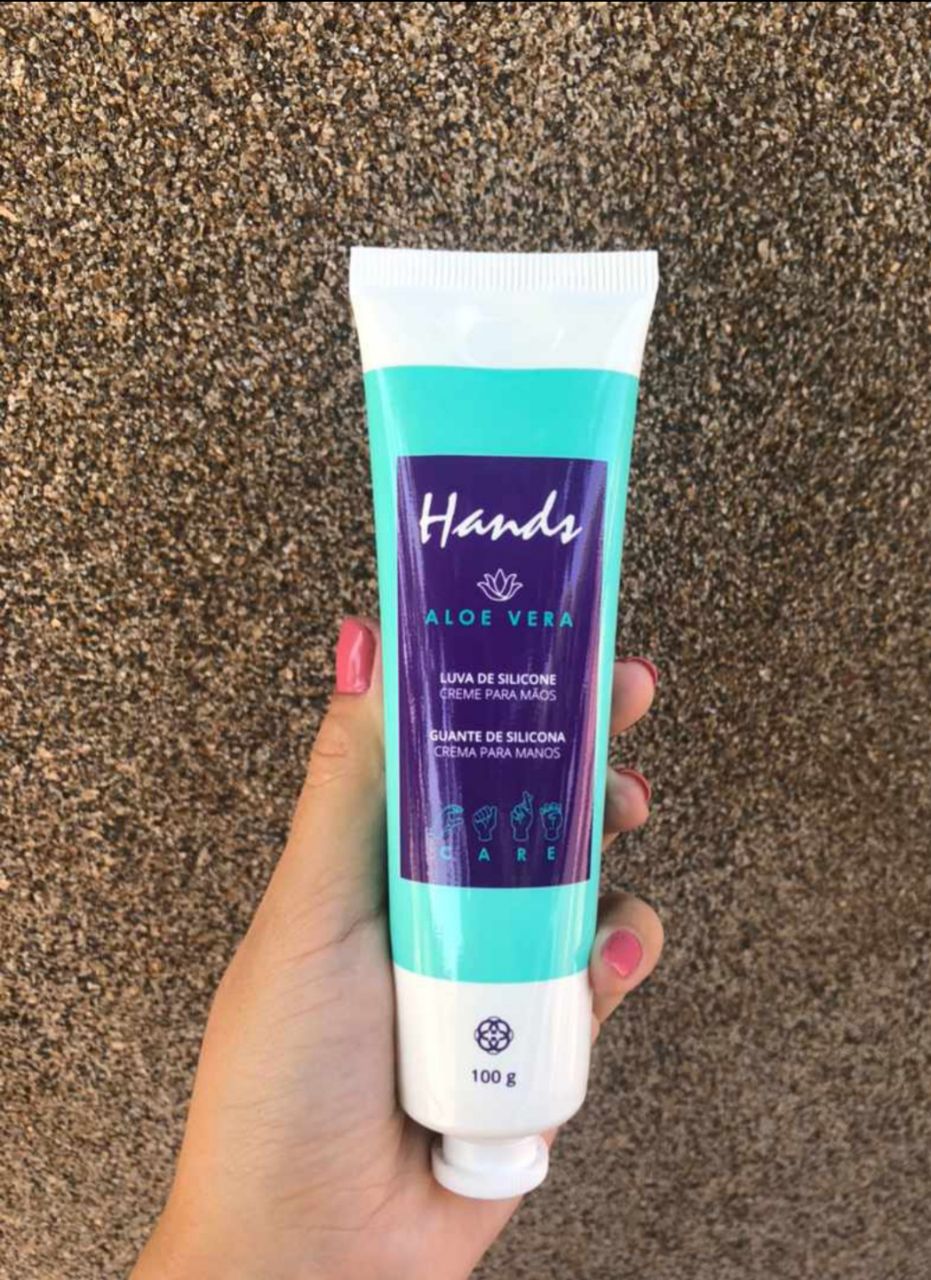 Hands
ALOE VERA
LUVA DE SILICONE
CREME PARA MÃOS
GUANTE DE SILICONA
CREMA PARA MANOS
C A R E
100 g